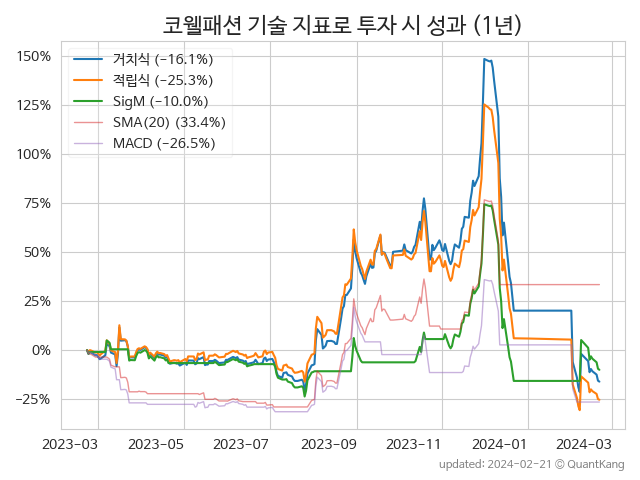 코웰패션 기술 지표로 투자 시 성과 (1년)
150%
125%
100%
75%
50%
25%
0%
−25%
거치식 (−16.1%)
적립식 (−25.3%)
SigM (−10.0%)
SMA(20) (33.4%)
MACD (−26.5%)
2023-03
2023-05
2023-07
2023-09
2023-11
2024-01
2024-03
updated: 2024-02-21 © QuantKang